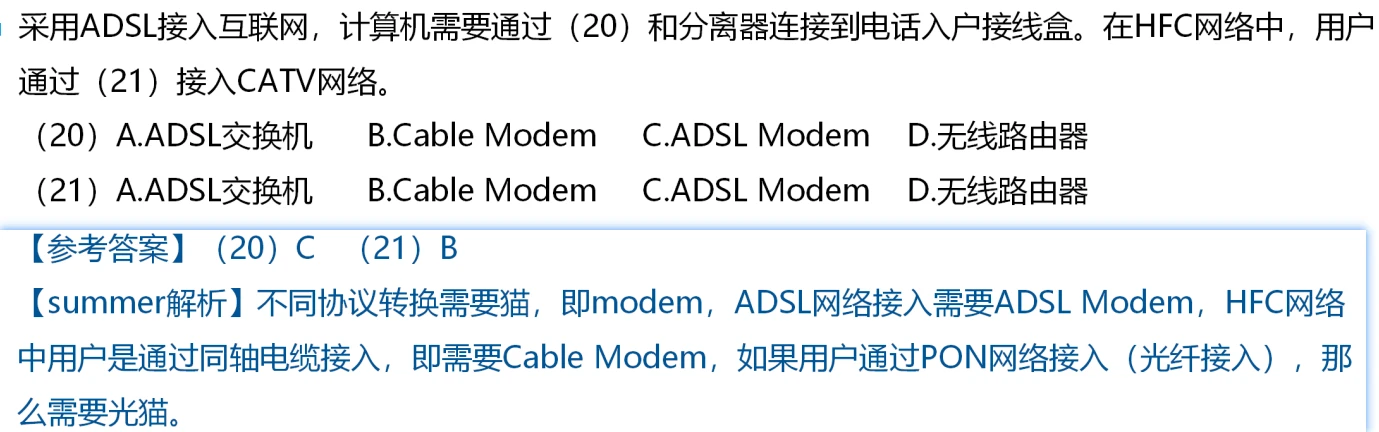 采用ADSL接入互联网，计算机需要通过（20）和分离器连接到电话入户接线盒。在HFC网络中，用户
通过（21）接入CATV网络。
（20）A.ADSL交换机 B.Cable Modem C.ADSL Modem D.无线路由器
（21）A.ADSL交换机 B.Cable Modem C.ADSL Modem D.无线路由器
【参考答案】（20）C （21）B
【summer解析】不同协议转换需要猫，即modem，ADSL网络接入需要ADSL Modem，HFC网络
中用户是通过同轴电缆接入，即需要Cable Modem，如果用户通过PON网络接入（光纤接入），那
么需要光猫。